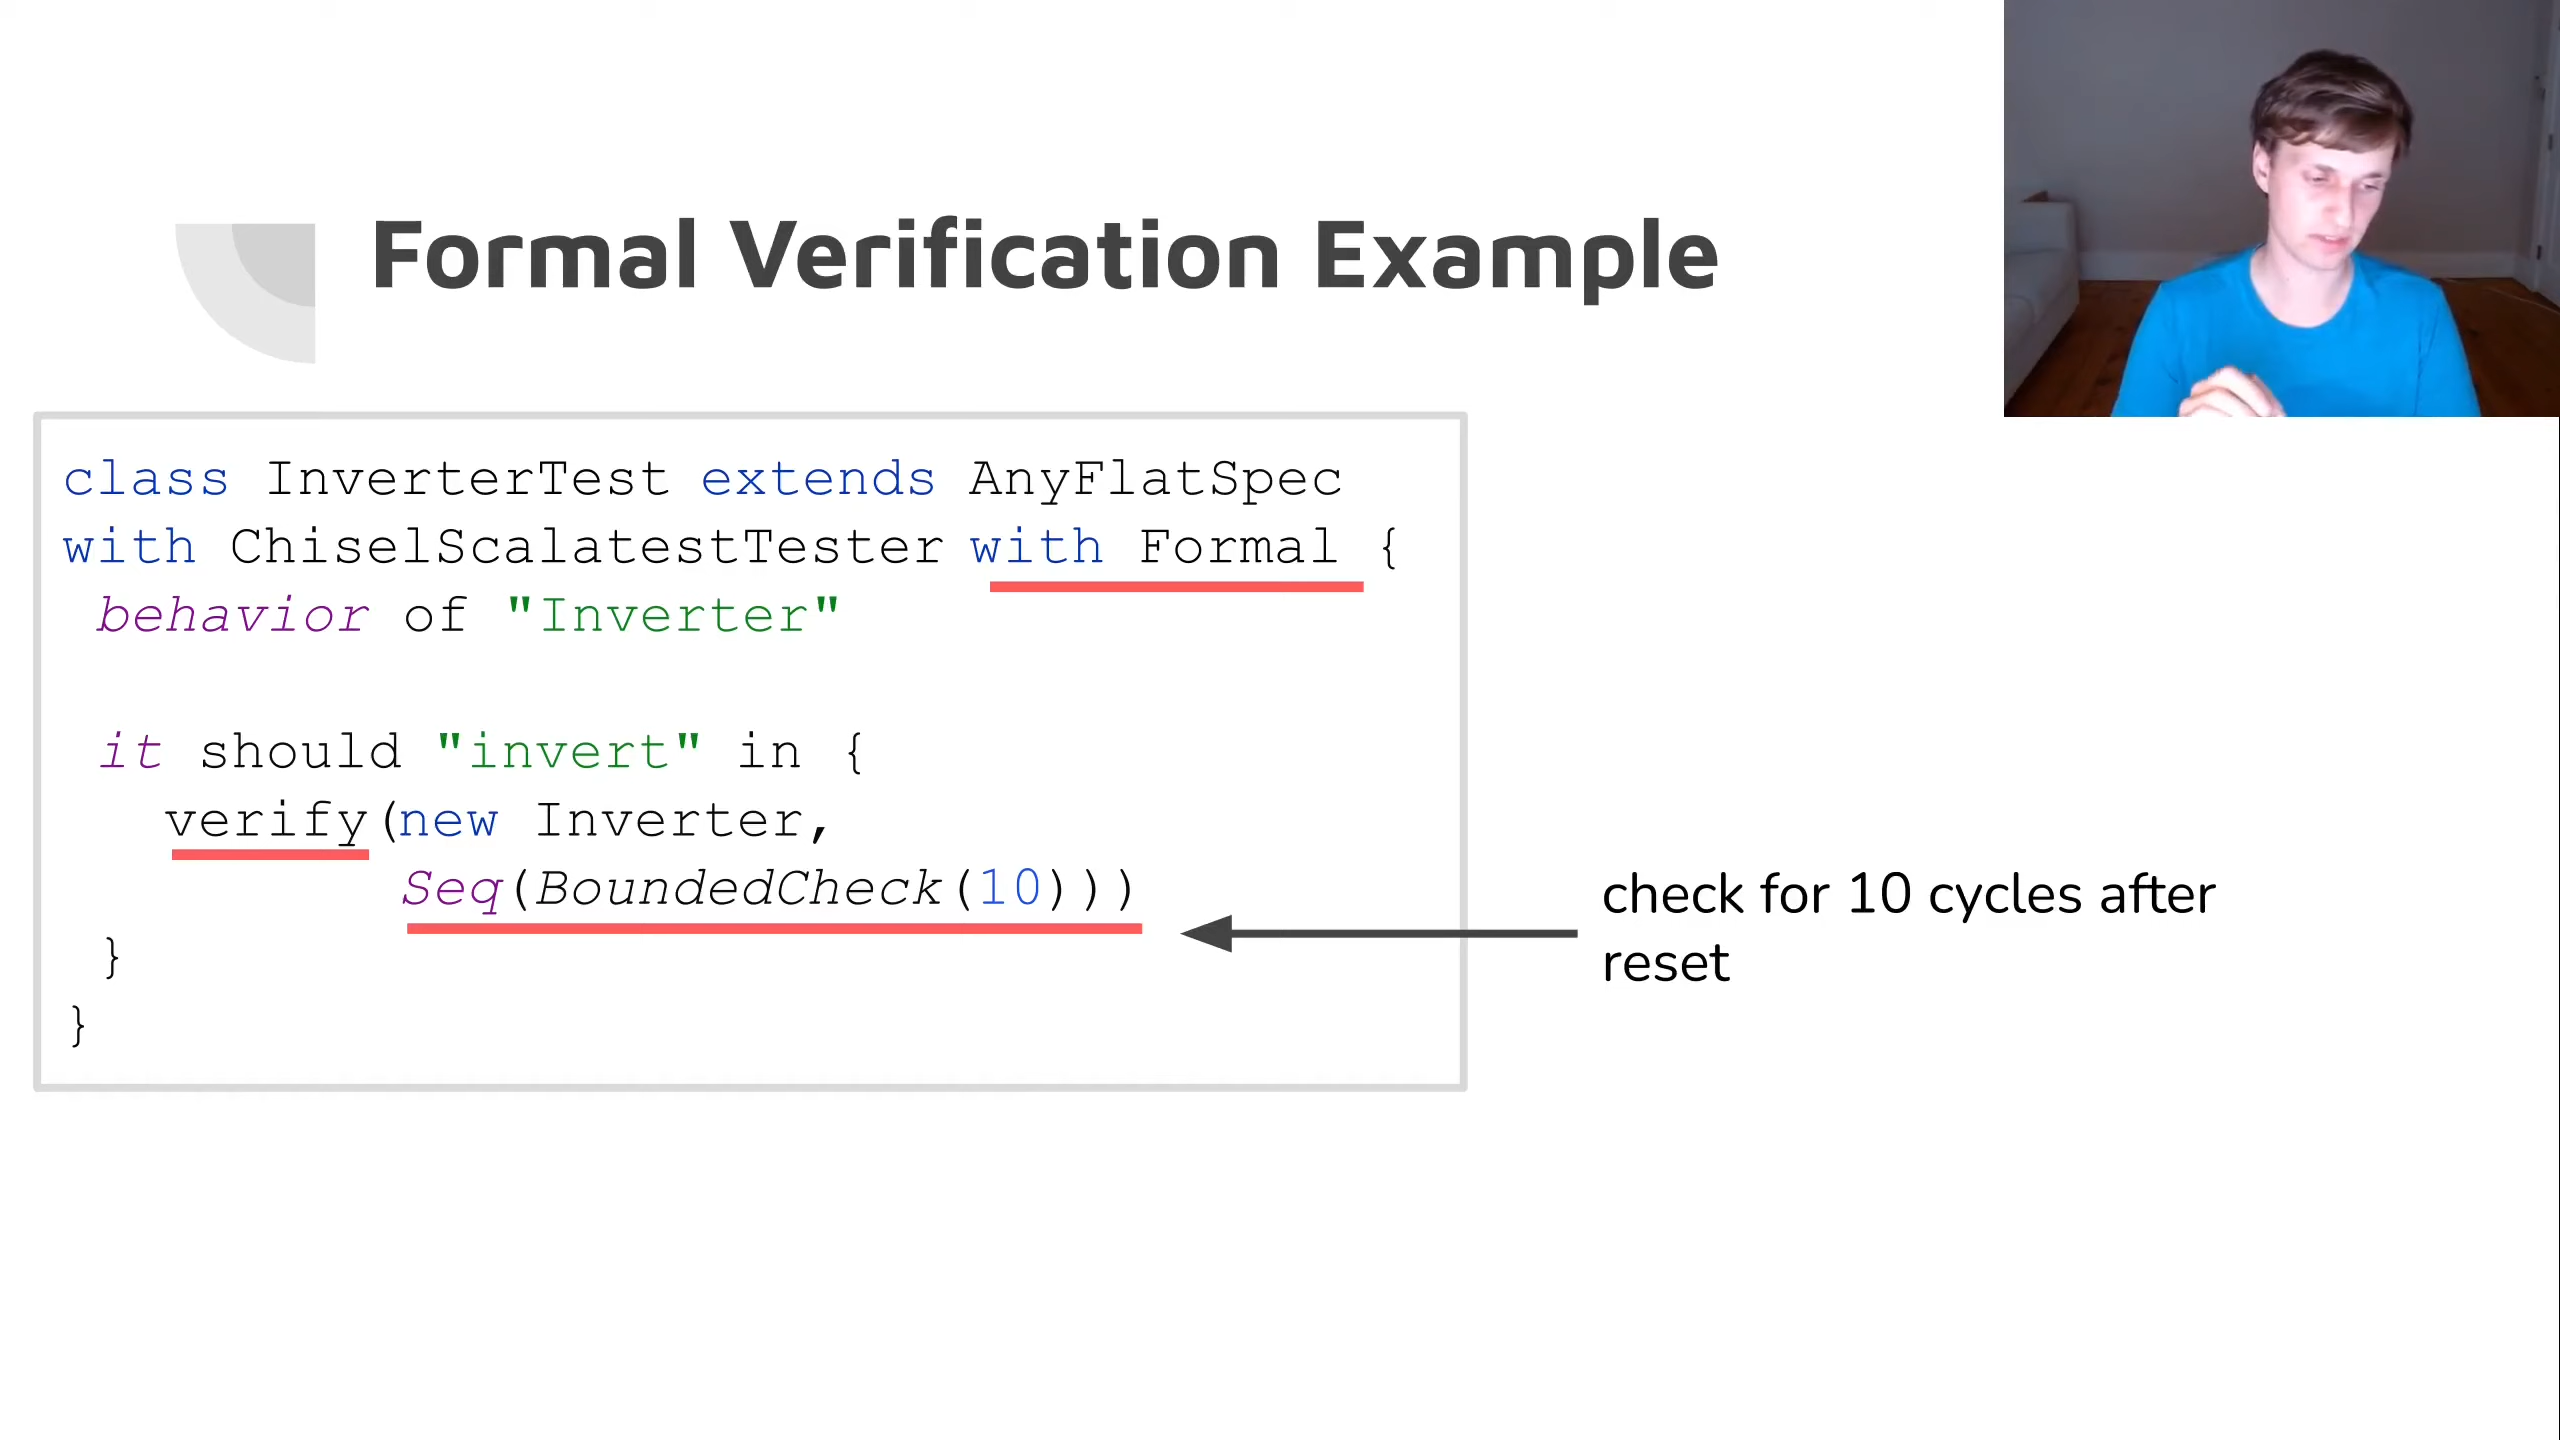 Formal Verification Example
class InverterTest extends AnyFlatSpec
with ChiselScalatestTester with Formal {
behavior of "Inverter"
it should "invert" in {
verify(new Inverter,
Seq(BoundedCheck(10)))
}
}
check for 10 cycles after
reset